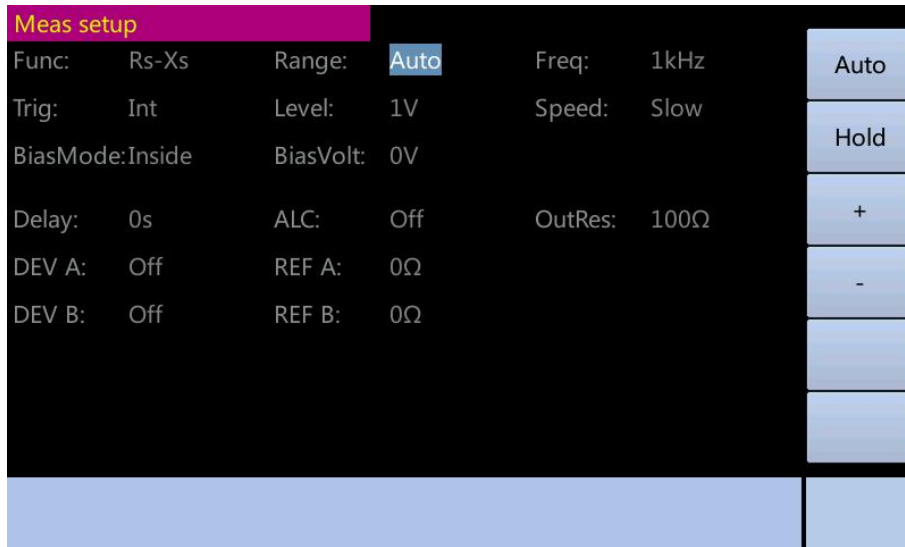 Meas setup
Func: Rs-Xs Range: Auto Freq: 1kHz
Trig: Int Level: 1V Speed: Slow
BiasMode:Inside BiasVolt: 0V
Delay: 0s ALC: Off OutRes: 100Ω
DEV A: Off REF A: 0Ω
DEV B: Off REF B: 0Ω
Auto
Hold
+
-